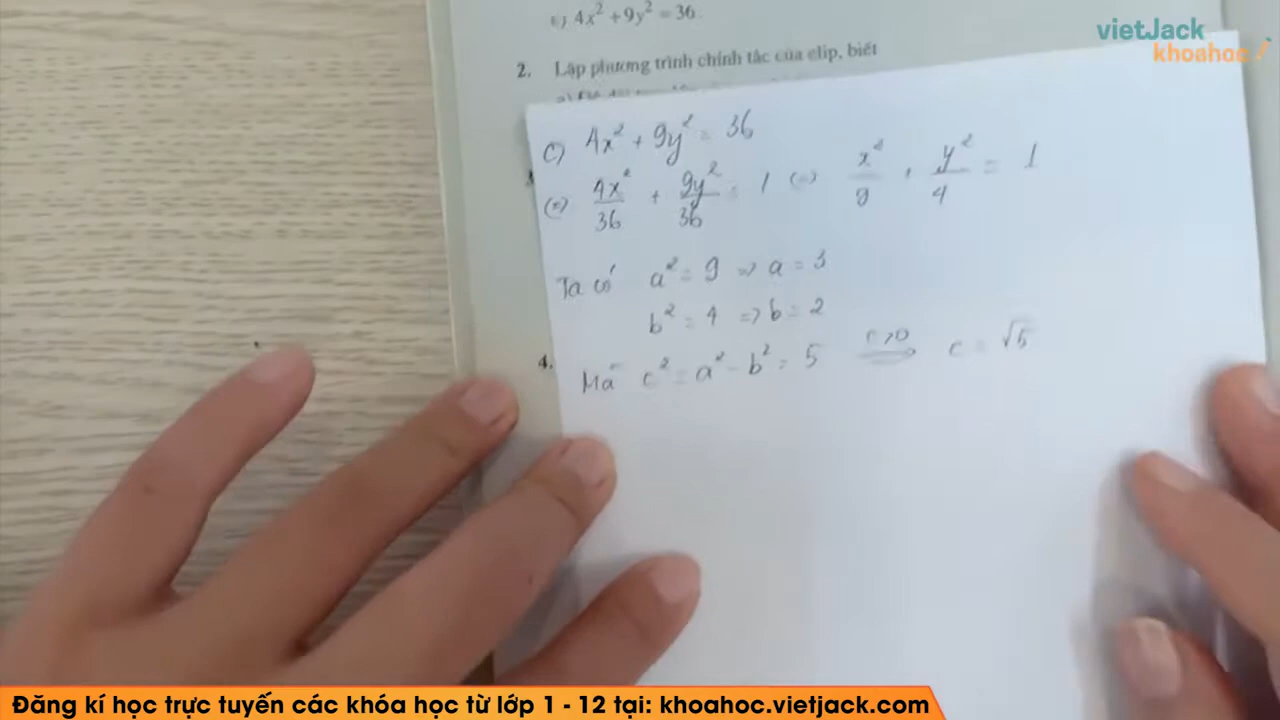 c) 4x² + 9y² = 36.
vietJack
khoahoc
2. Lập phương trình chính tắc của elip, biết
c) 4x² + 9y² = 36
(=) 4x²/36 + 9y²/36 = 1 (=) x²/9 + y²/4 = 1
Ta có a² = 9 => a = 3
b² = 4 => b = 2
4.
Mà c² = a² - b² = 5 c>0 => c = √5
Đăng kí học trực tuyến các khóa học từ lớp 1 - 12 tại: khoahoc.vietjack.com